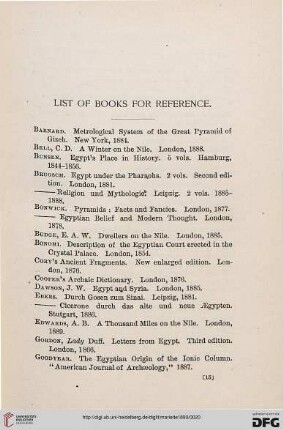 LIST OF BOOKS FOR REFERENCE.
BARNARD. Metrological System of the Great Pyramid of
Gizeh. New York, 1884.
BELL, C. D. A Winter on the Nile. London, 1888.
BUNSEN. Egypt's Place in History. 5 vols. Hamburg,
1844-1856.
BRUGSCH. Egypt under the Pharaohs. 2 vols. Second edi-
tion. London, 1881.
—— Religion und Mythologie. Leipzig. 2 vols. 1885-
1888.
BONWICK. Pyramids: Facts and Fancies. London, 1877.
—— Egyptian Belief and Modern Thought. London,
1878.
BUDGE, E. A. W. Dwellers on the Nile. London, 1885.
BONOMI. Description of the Egyptian Court erected in the
Crystal Palace. London, 1854.
CORY'S Ancient Fragments. New enlarged edition. Lon-
don, 1876.
COOPER'S Archaic Dictionary. London, 1876.
DAWSON, J. W. Egypt and Syria. London, 1885.
EBERS. Durch Gosen zum Sinai. Leipzig, 1881.
—— Cicerone durch das alte und neue Ægypten.
Stutgart, 1886.
EDWARDS, A. B. A Thousand Miles on the Nile. London,
1889.
GORDON, Lady Duff. Letters from Egypt. Third edition.
London, 1866.
GOODYEAR. The Egyptian Origin of the Ionic Column.
"American Journal of Archæology," 1887.
(15)
http://digi.ub.uni-heidelberg.de/diglit/
UNIVERSITÄTS-
BIBLIOTHEK
HEIDELBERG
gefördert durch die
DFG